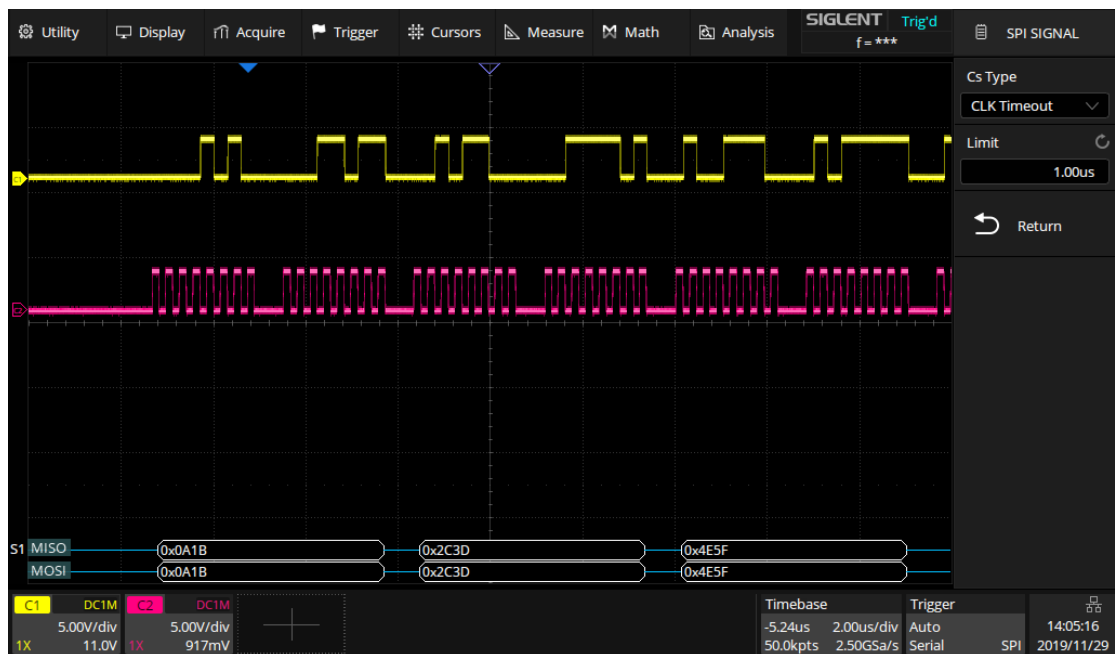 Utility Display Acquire Trigger Cursors Measure Math Analysis
SIGLENT Trig'd
f = ***
SPI SIGNAL
Cs Type
CLK Timeout
Limit
1.00us
Return
C1
C2
S1 MISO 0x0A1B 0x2C3D 0x4E5F
MOSI 0x0A1B 0x2C3D 0x4E5F
C1 DC1M
5.00V/div
1X 11.0V
C2 DC1M
5.00V/div
1X 917mV
Timebase
-5.24us 2.00us/div
50.0kpts 2.50GSa/s
Trigger
Auto
Serial SPI
14:05:16
2019/11/29